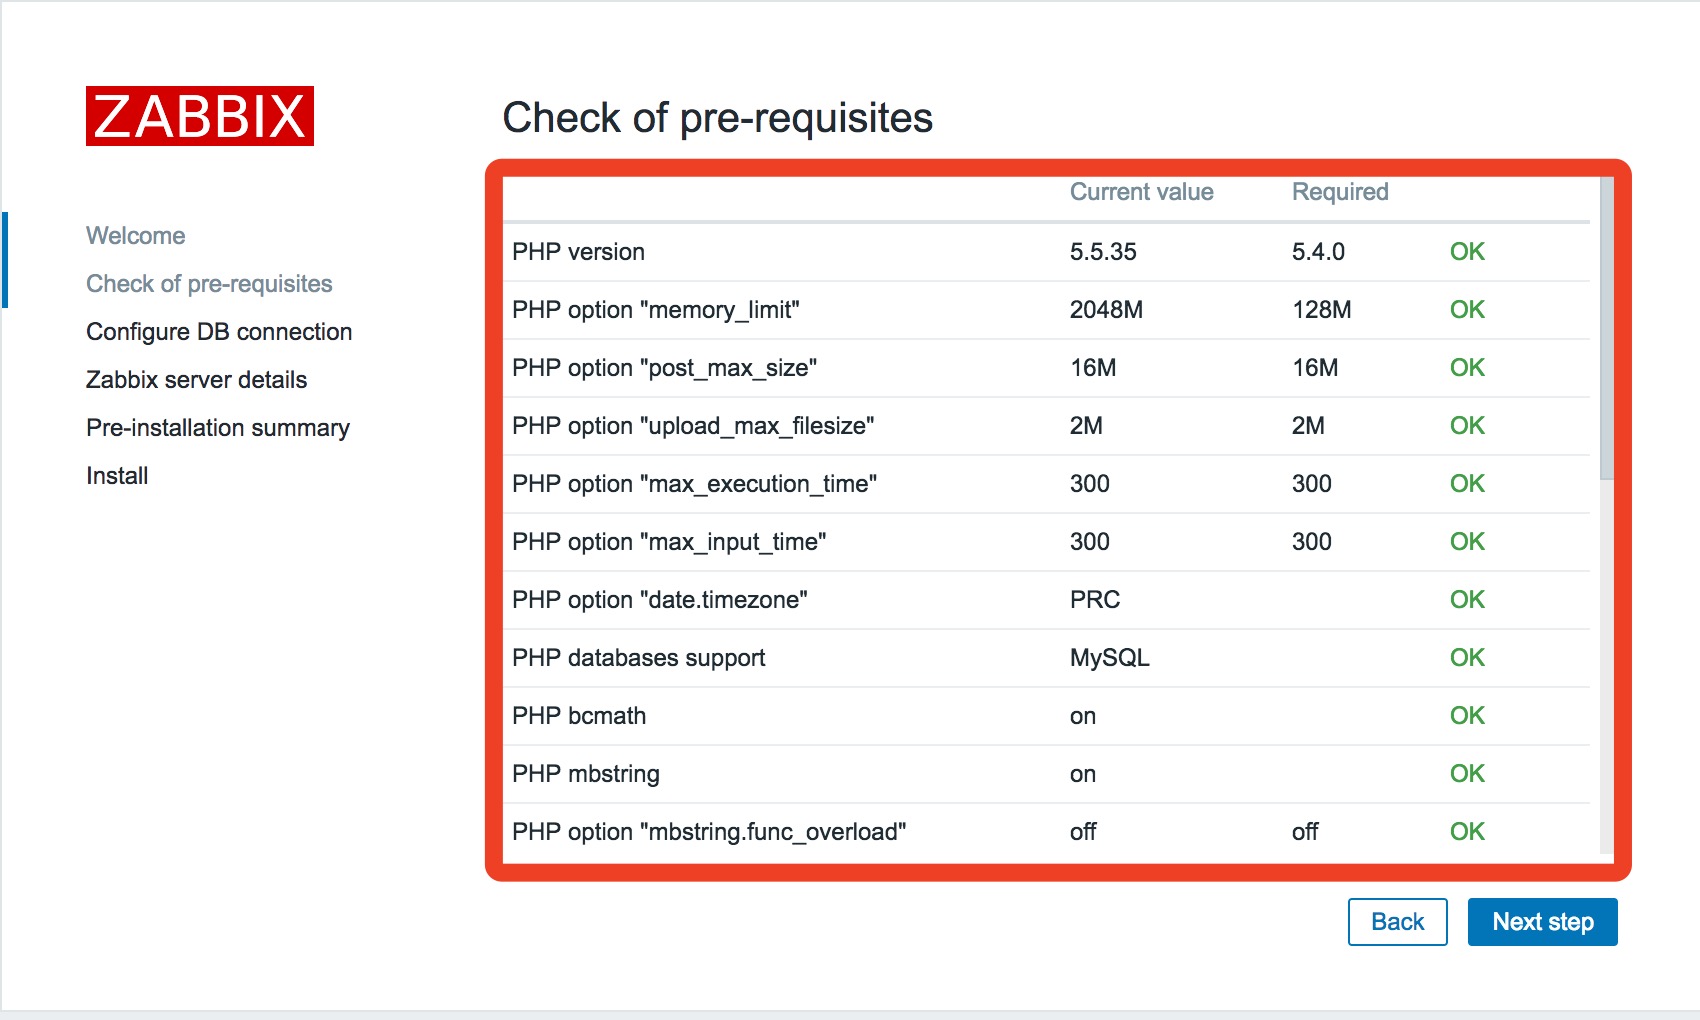 ZABBIX
Welcome
Check of pre-requisites
Configure DB connection
Zabbix server details
Pre-installation summary
Install
Check of pre-requisites
Current value Required
PHP version 5.5.35 5.4.0 OK
PHP option "memory_limit" 2048M 128M OK
PHP option "post_max_size" 16M 16M OK
PHP option "upload_max_filesize" 2M 2M OK
PHP option "max_execution_time" 300 300 OK
PHP option "max_input_time" 300 300 OK
PHP option "date.timezone" PRC OK
PHP databases support MySQL OK
PHP bcmath on OK
PHP mbstring on OK
PHP option "mbstring.func_overload" off off OK
Back Next step